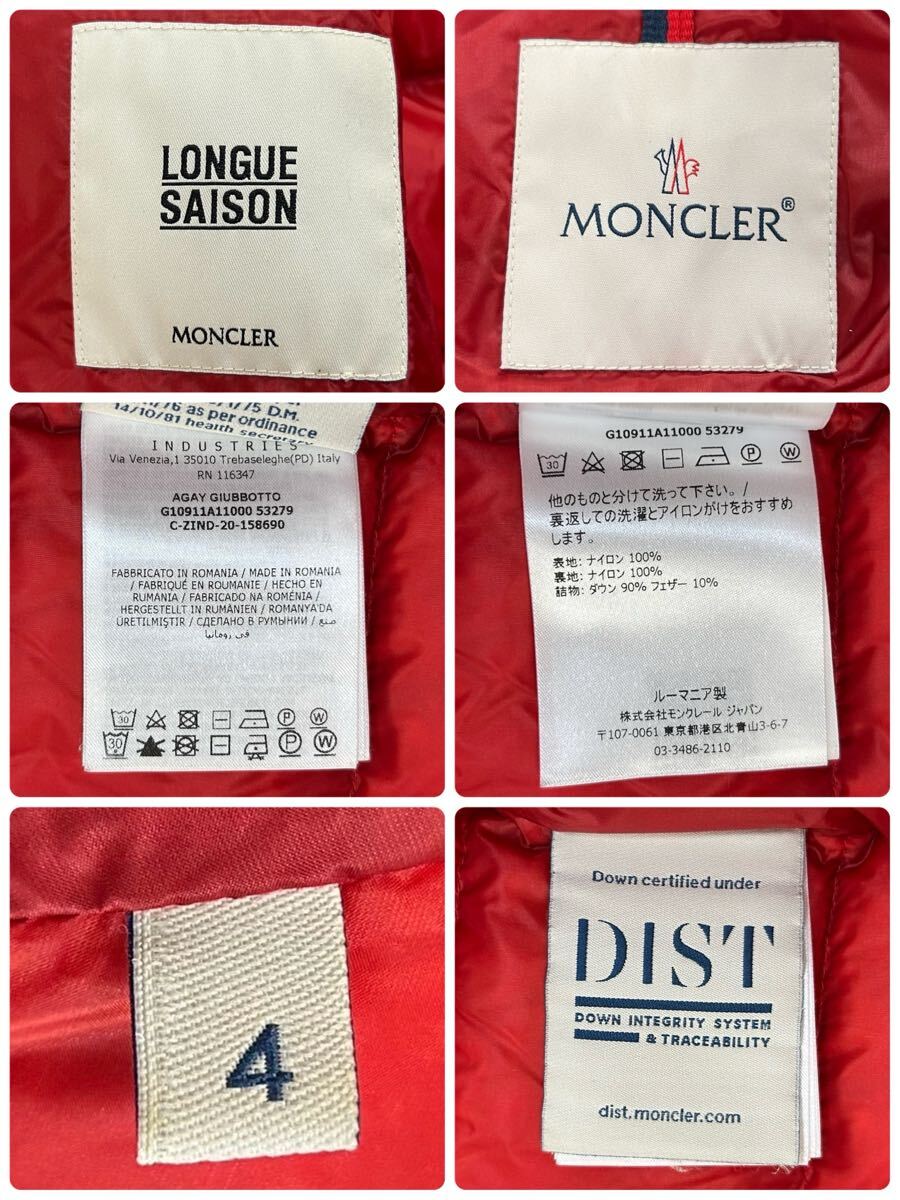 LONGUE
SAISON
MONCLER
MONCLER®
/75 D.M.
/76 as per ordinance
14/10/81 health
INDUSTRIES
Via Venezia,1 35010 Trebaseleghe(PD) Italy
RN 116347
AGAY GIUBBOTTO
G10911A11000 53279
C-ZIND-20-158690
FABBRICATO IN ROMANIA / MADE IN ROMANIA
/ FABRIQUÉ EN ROUMANIE / HECHO EN
RUMANÍA / FABRICADO NA ROMÉNIA /
HERGESTELLT IN RUMÄNIEN / ROMANYA'DA
ÜRETILMIŞTIR / СДЕЛАНО В РУМЫНИИ / صنع
في رومانيا
30 P W
30 P W
G10911A11000 53279
30 P W
他のものと分けて洗って下さい。/
裏返しての洗濯とアイロンがけをおすすめ
します。
表地: ナイロン 100%
裏地: ナイロン 100%
詰物: ダウン 90% フェザー 10%
ルーマニア製
株式会社モンクレール ジャパン
〒107-0061 東京都港区北青山3-6-7
03-3486-2110
4
Down certified under
DIST
DOWN INTEGRITY SYSTEM
& TRACEABILITY
dist.moncler.com